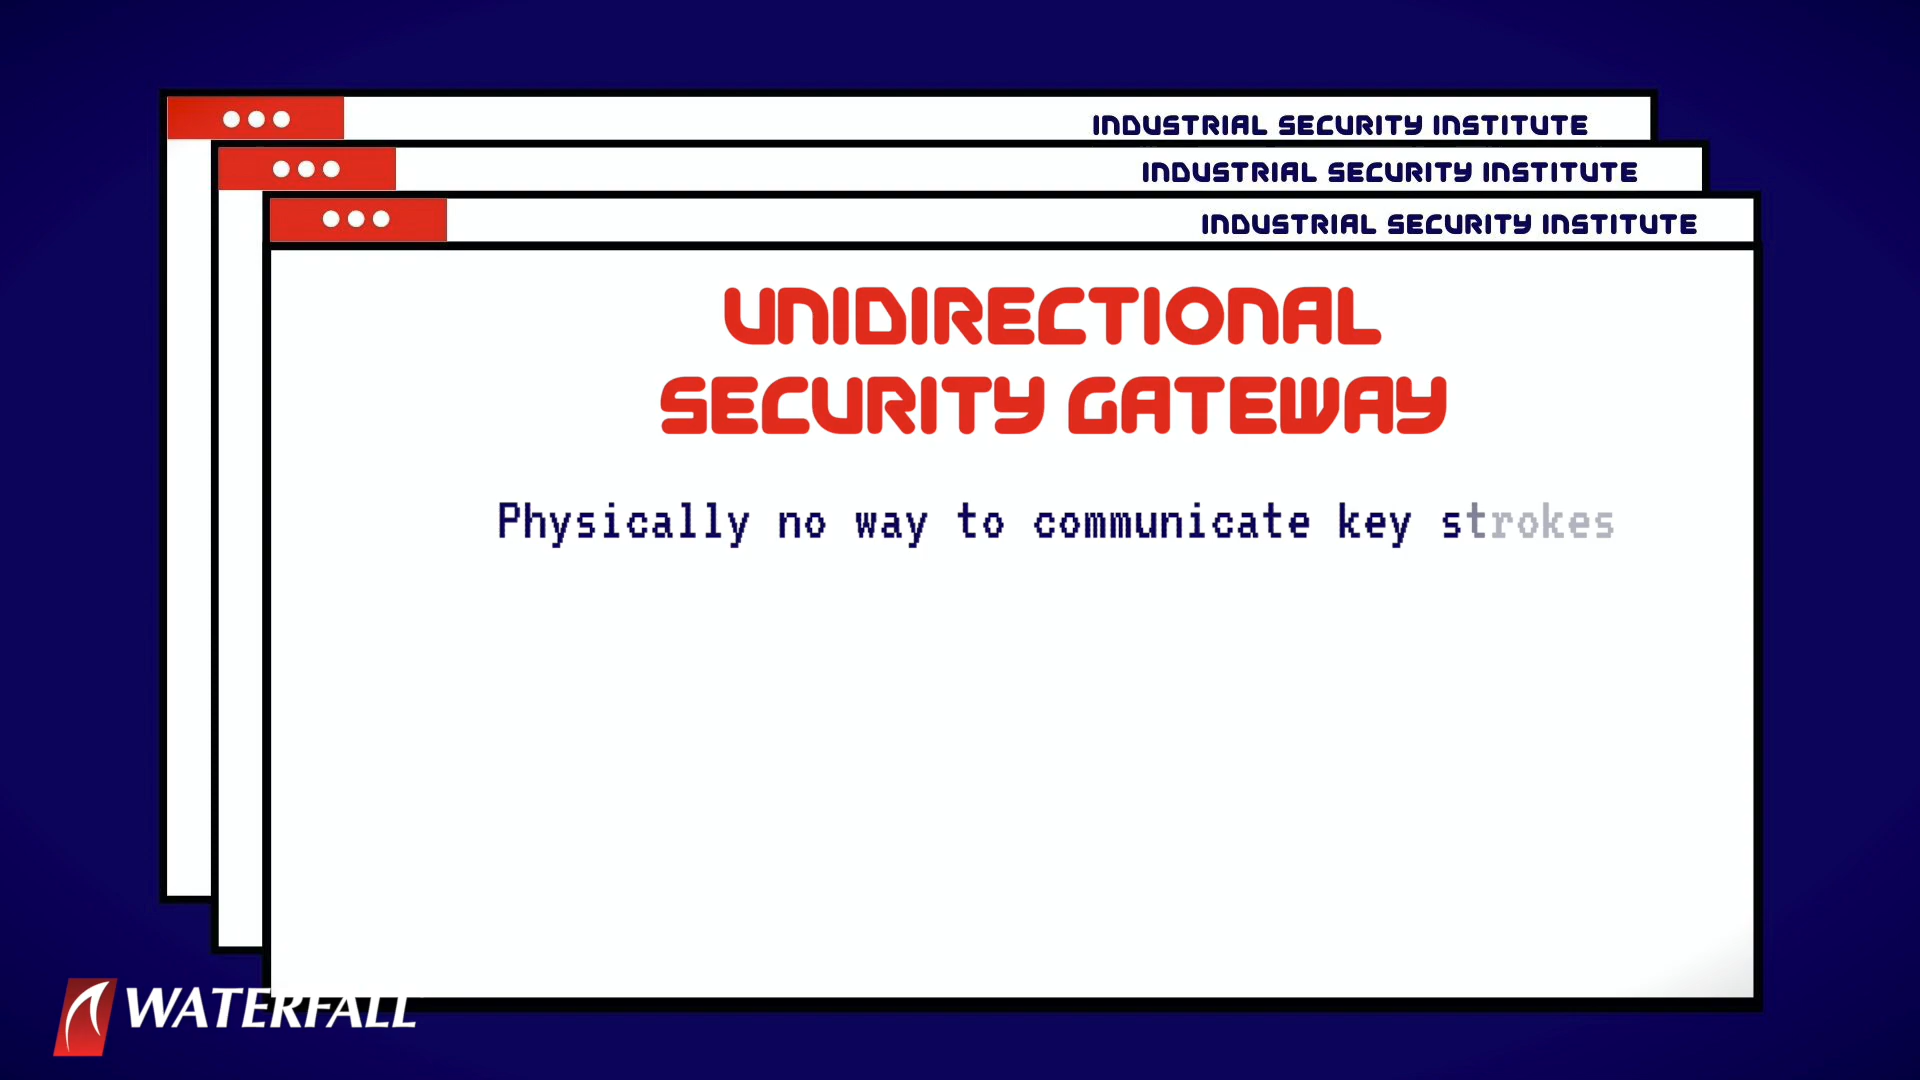 INDUSTRIAL SECURITY INSTITUTE
INDUSTRIAL SECURITY INSTITUTE
INDUSTRIAL SECURITY INSTITUTE
UNIDIRECTIONAL
SECURITY GATEWAY
Physically no way to communicate key strokes
WATERFALL